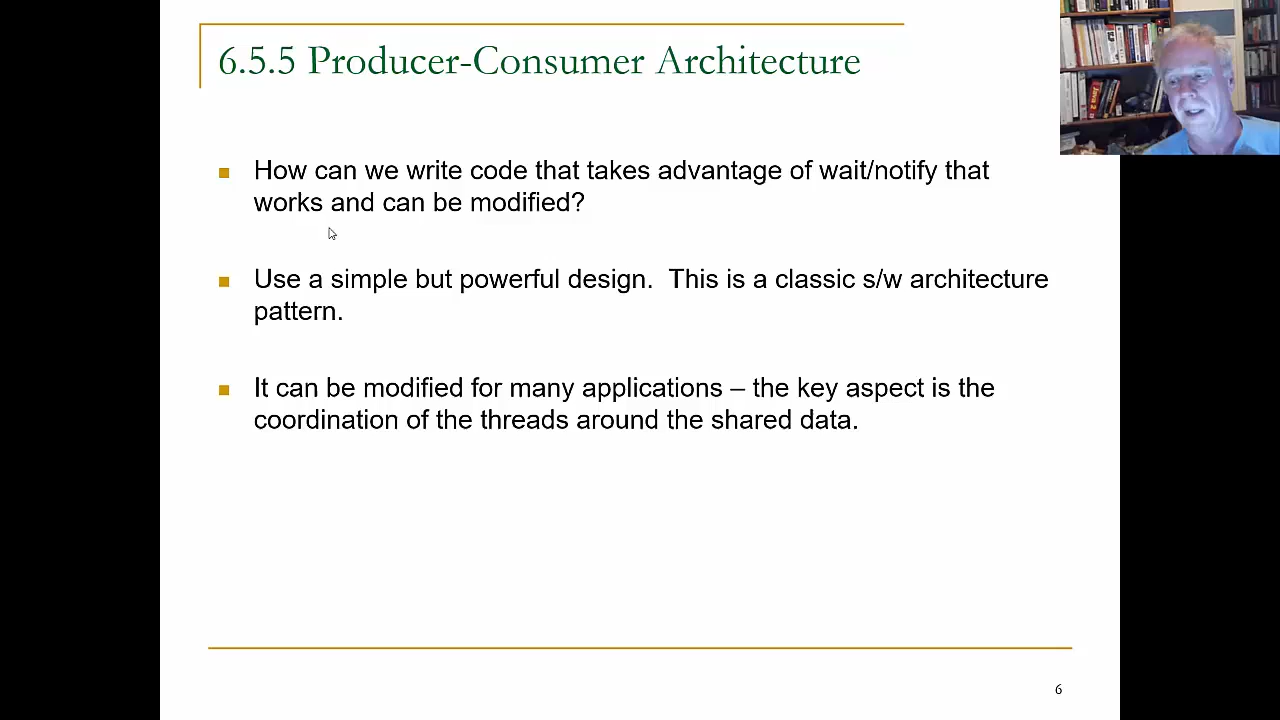 6.5.5 Producer-Consumer Architecture
How can we write code that takes advantage of wait/notify that
works and can be modified?
Use a simple but powerful design.  This is a classic s/w architecture
pattern.
It can be modified for many applications – the key aspect is the
coordination of the threads around the shared data.
6
Java 2